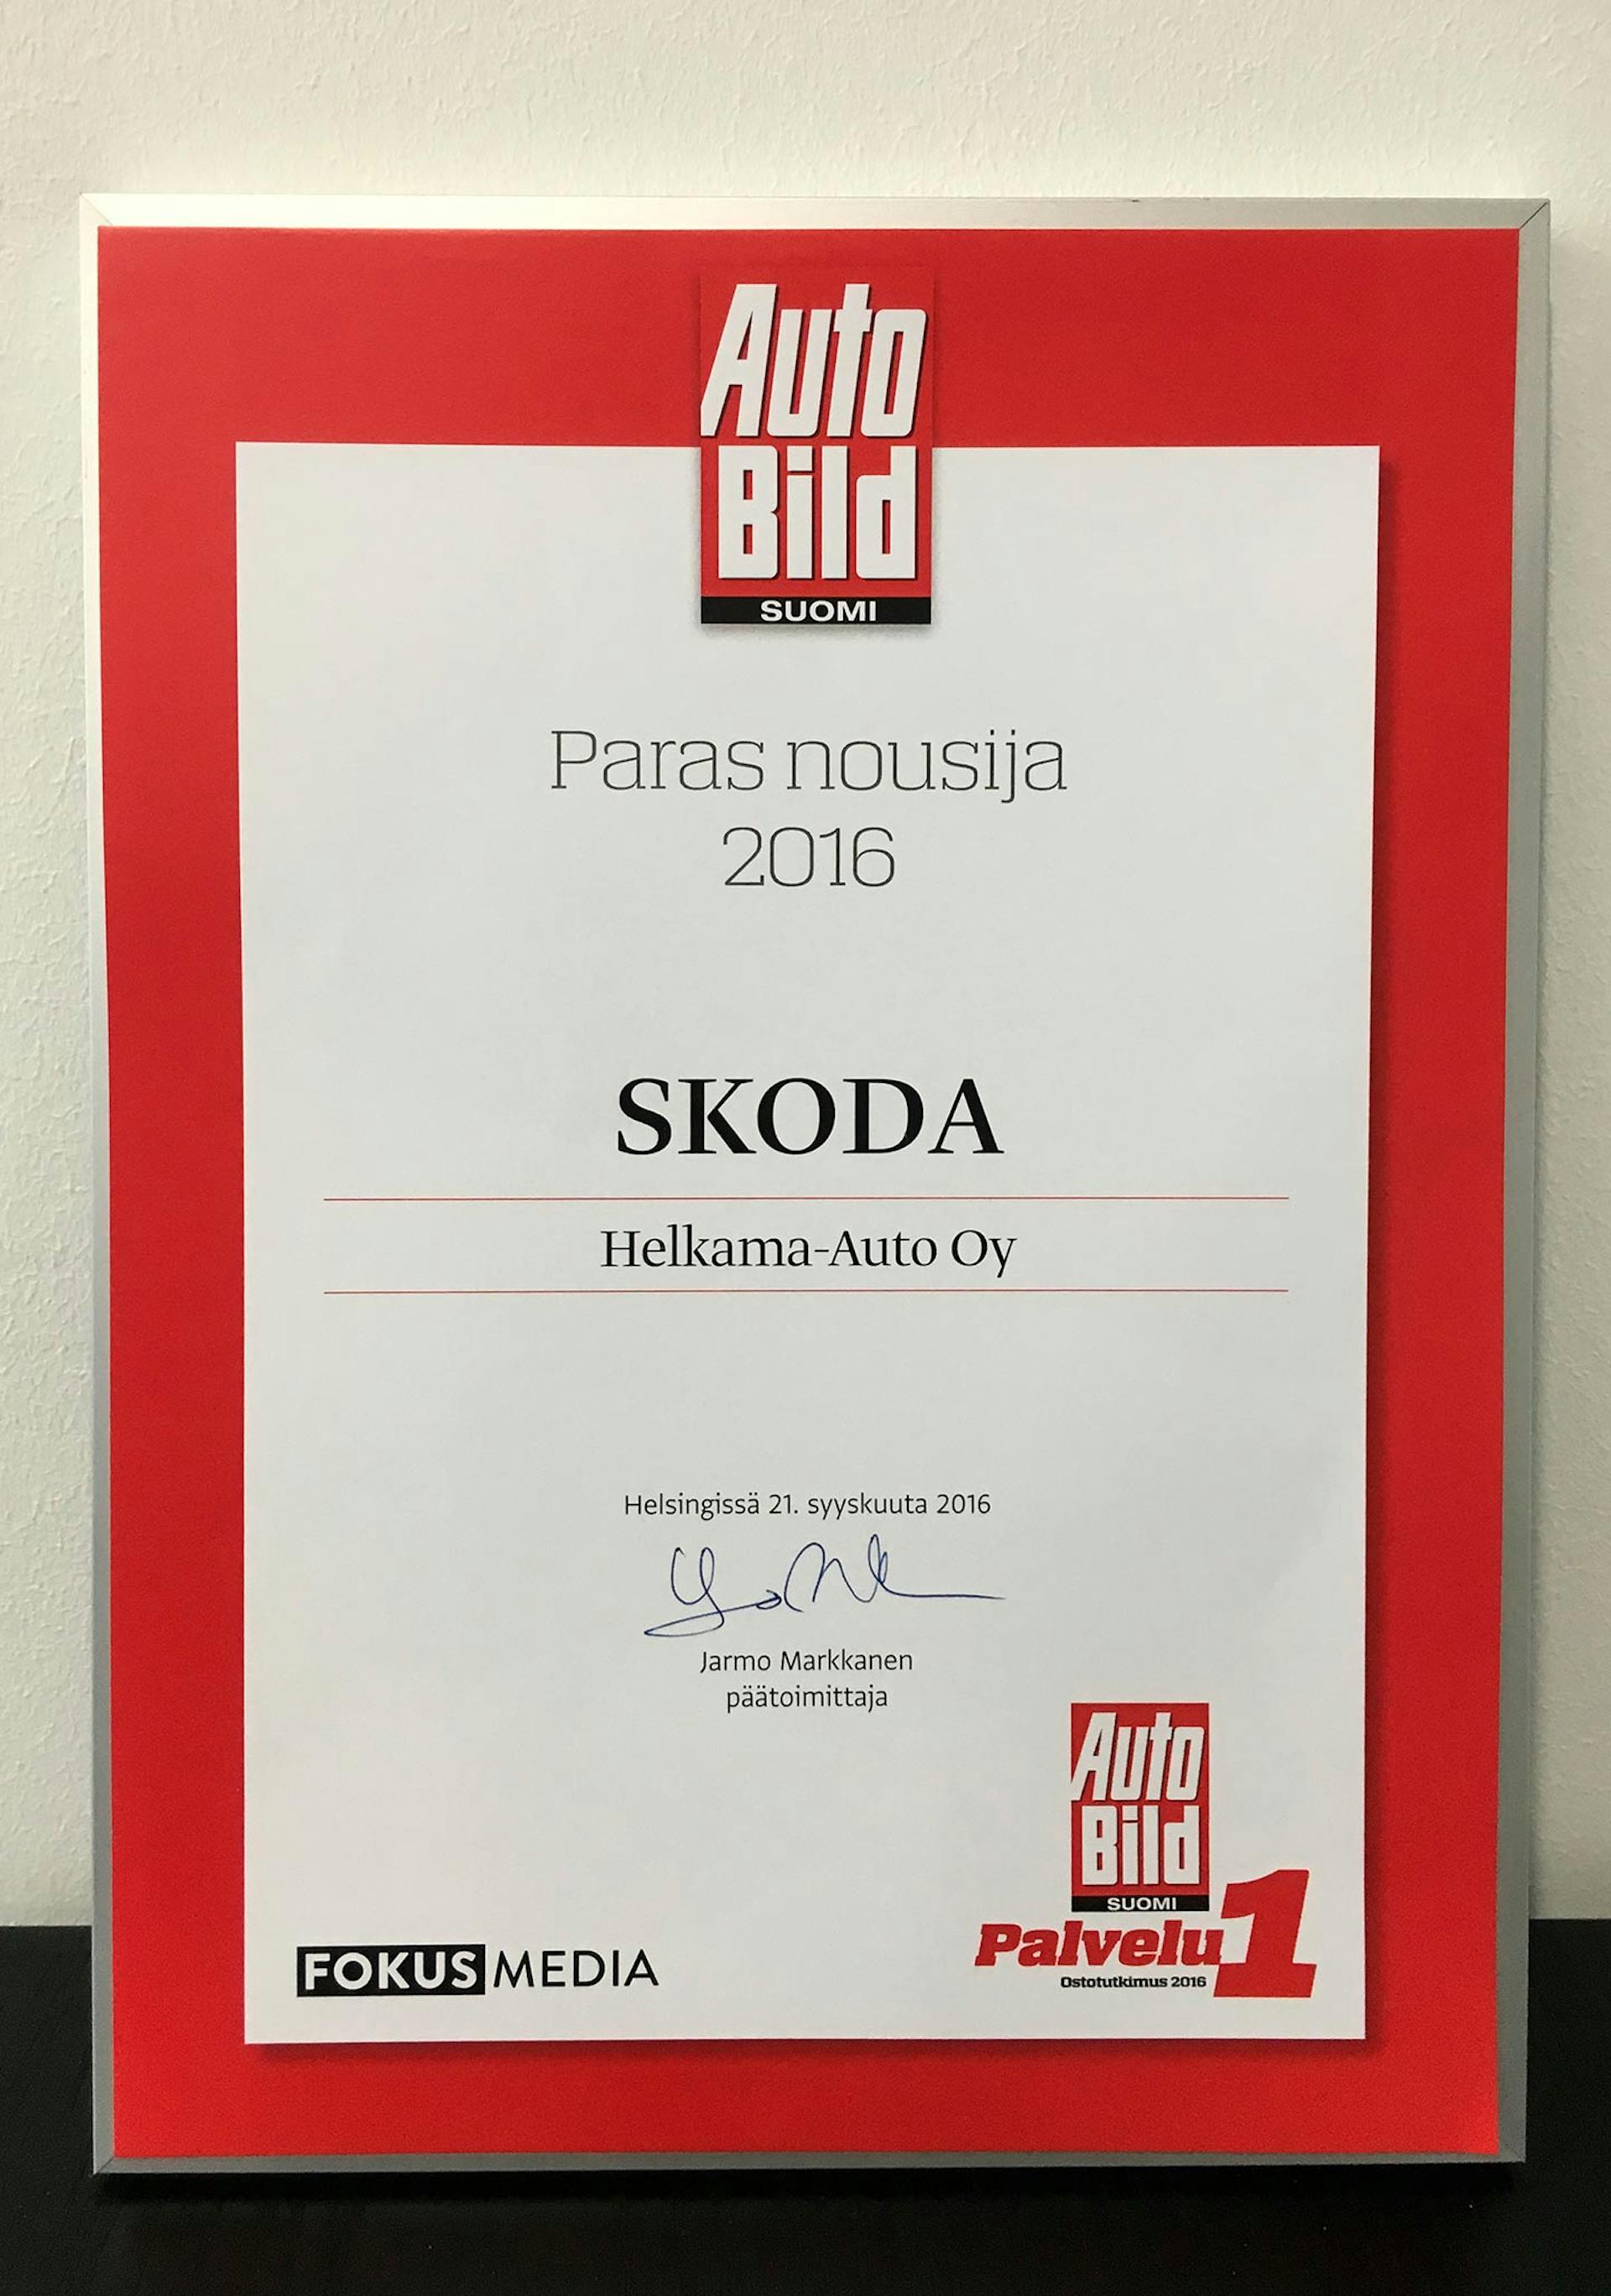 Auto
Bild
SUOMI
Paras nousija
2016
SKODA
Helkama-Auto Oy
Helsingissä 21. syyskuuta 2016
Jarmo Markkanen
päätoimittaja
Auto
Bild
SUOMI
Palvelu 1
Ostotutkimus 2016
FOKUS MEDIA